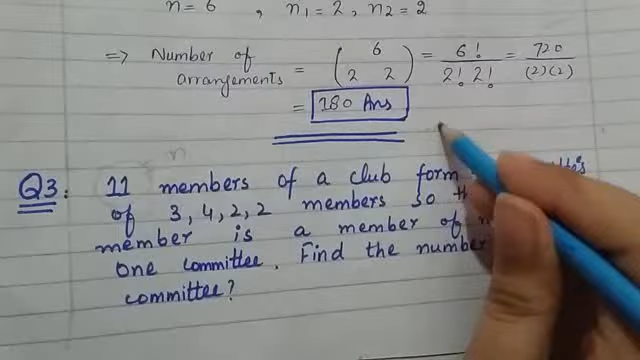 n = 6 , n₁ = 2 , n₂ = 2
=> Number of arrangements = ( 6 2 2 ) = 6! / 2! 2! = 720 / (2)(2)
= 180 Ans
n
Q3: 11 members of a club form
of 3, 4, 2, 2 members so
member is a member of
one committee. Find the number
committee?